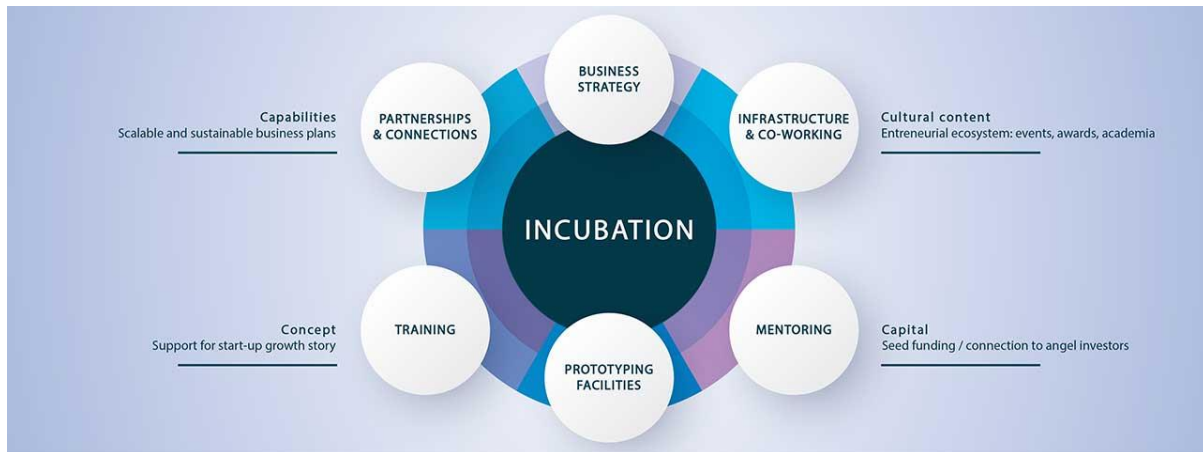 BUSINESS
STRATEGY
PARTNERSHIPS
& CONNECTIONS
INFRASTRUCTURE
& CO-WORKING
Capabilities
Scalable and sustainable business plans
Cultural content
Entreneurial ecosystem: events, awards, academia
INCUBATION
TRAINING
MENTORING
Concept
Support for start-up growth story
Capital
Seed funding / connection to angel investors
PROTOTYPING
FACILITIES